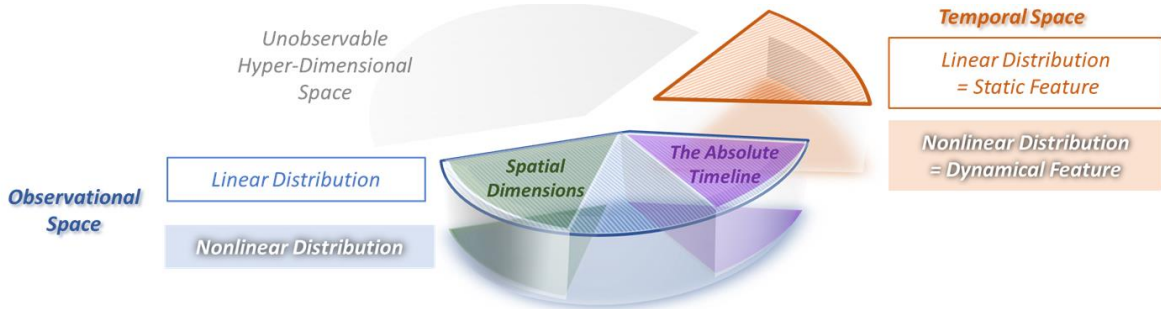 Unobservable
Hyper-Dimensional
Space
Temporal Space
Linear Distribution
= Static Feature
Nonlinear Distribution
= Dynamical Feature
Observational
Space
Linear Distribution
Nonlinear Distribution
Spatial
Dimensions
The Absolute
Timeline